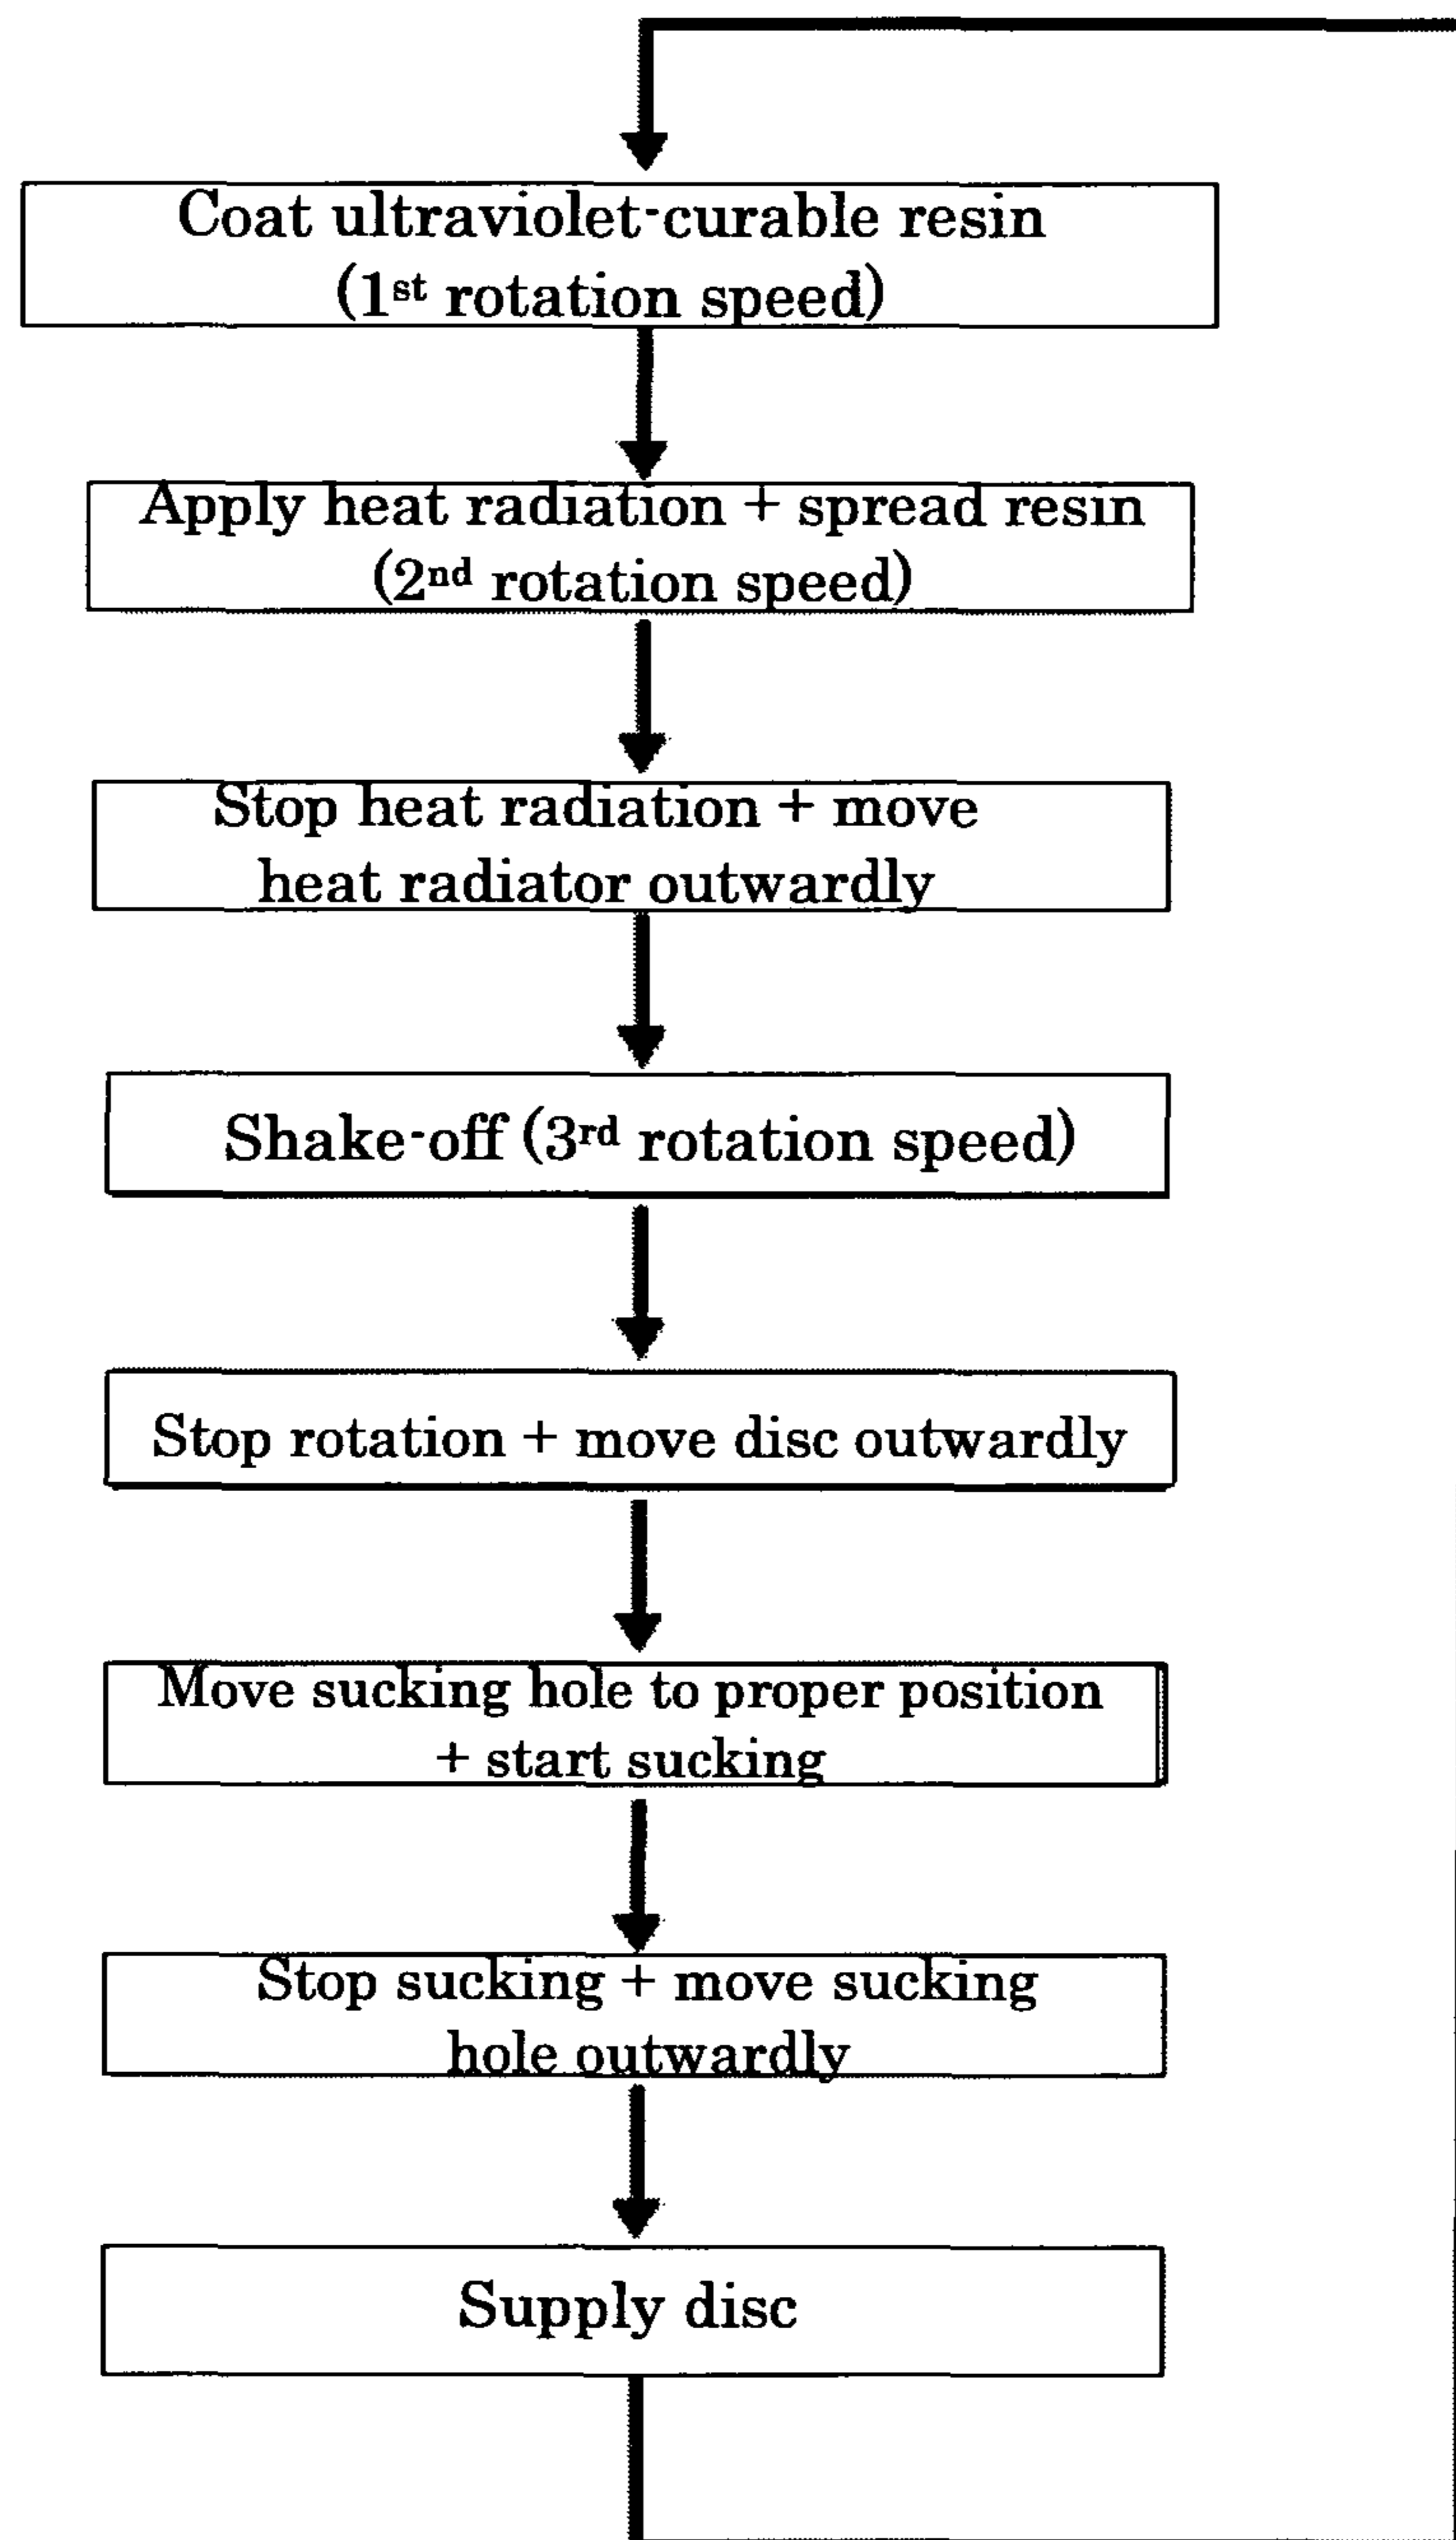 Coat ultraviolet-curable resin
(1st rotation speed)
Apply heat radiation + spread resin
(2nd rotation speed)
Stop heat radiation + move
heat radiator outwardly
Shake-off (3rd rotation speed)
Stop rotation + move disc outwardly
Move sucking hole to proper position
+ start sucking
Stop sucking + move sucking
hole outwardly
Supply disc